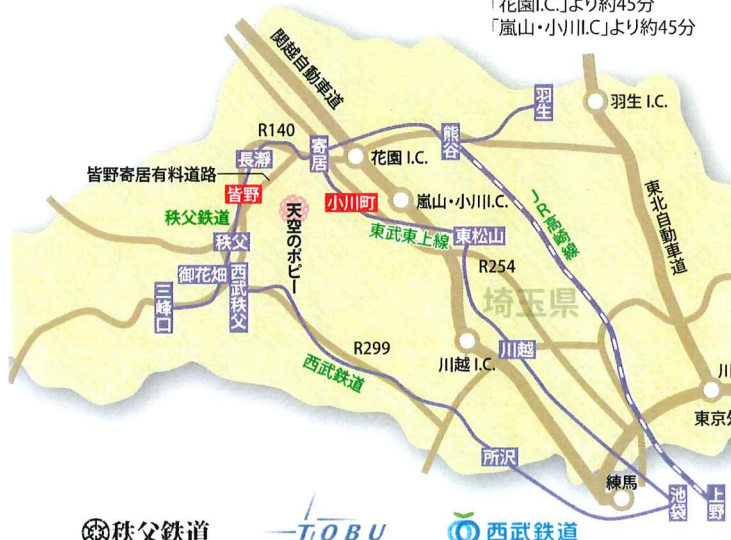 「花園I.C.」より約45分
「嵐山・小川I.C」より約45分
関越自動車道
羽生
羽生 I.C.
R140
寄居
熊谷
花園 I.C.
長瀞
皆野寄居有料道路
皆野
小川町
嵐山・小川I.C.
東北自動車道
JR高崎線
天空のポピー
秩父鉄道
東武東上線
東松山
秩父
R254
御花畑
西武秩父
埼玉県
三峰口
R299
川越 I.C.
川越
西武鉄道
川
東京外
所沢
練馬
池袋
上野
秩父鉄道
TOBU
西武鉄道